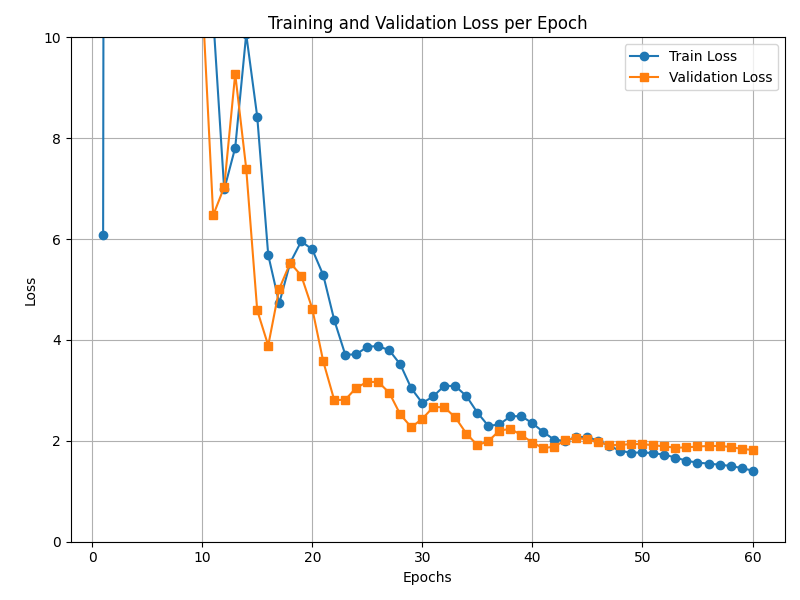 Training and Validation Loss per Epoch
Train Loss
Validation Loss
Loss
10
8
6
4
2
0
0 10 20 30 40 50 60
Epochs